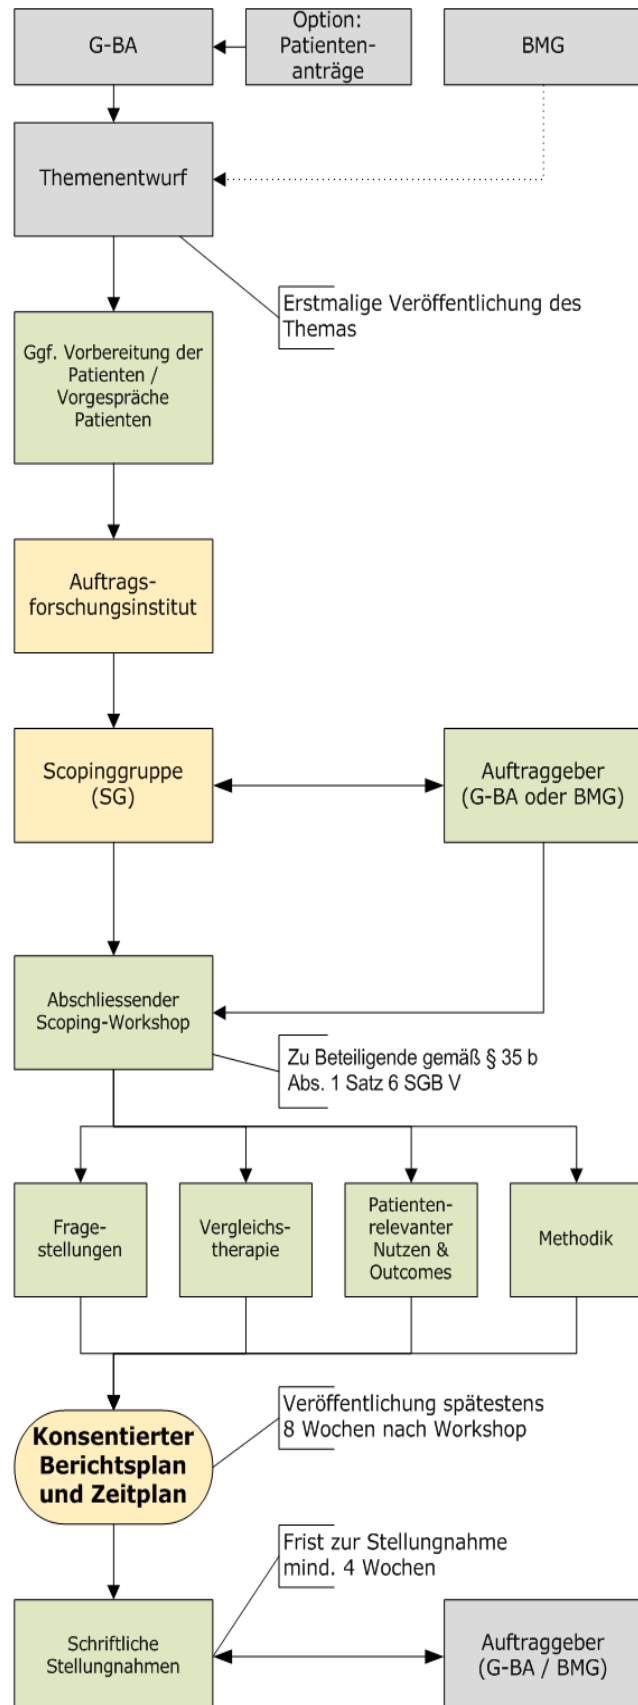 G-BA
Option:
Patienten-
anträge
BMG
Themenentwurf
Erstmalige Veröffentlichung des
Themas
Ggf. Vorbereitung der
Patienten /
Vorgespräche
Patienten
Auftrags-
forschungsinstitut
Scopinggruppe
(SG)
Auftraggeber
(G-BA oder BMG)
Abschliessender
Scoping-Workshop
Zu Beteiligende gemäß § 35 b
Abs. 1 Satz 6 SGB V
Frage-
stellungen
Vergleichs-
therapie
Patienten-
relevanter
Nutzen &
Outcomes
Methodik
Konsentierter
Berichtsplan
und Zeitplan
Veröffentlichung spätestens
8 Wochen nach Workshop
Frist zur Stellungnahme
mind. 4 Wochen
Schriftliche
Stellungnahmen
Auftraggeber
(G-BA / BMG)